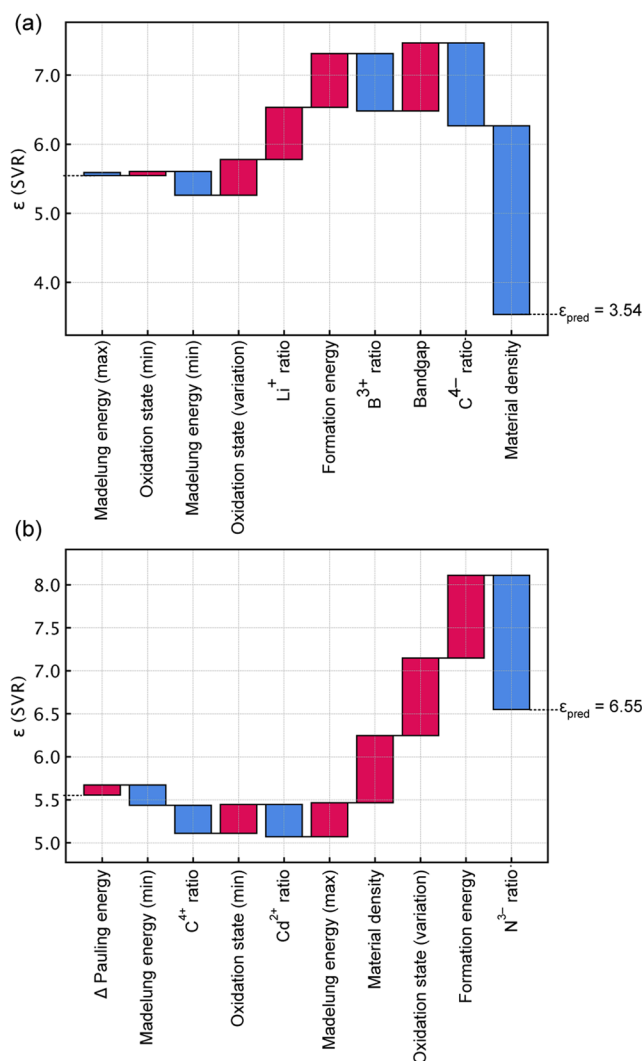 (a)
7.0
6.0
5.0
4.0
ε (SVR)
εpred = 3.54
Madelung energy (max)
Oxidation state (min)
Madelung energy (min)
Oxidation state (variation)
Li⁺ ratio
Formation energy
B³⁺ ratio
Bandgap
C⁴⁻ ratio
Material density
(b)
8.0
7.5
7.0
6.5
6.0
5.5
5.0
ε (SVR)
εpred = 6.55
Δ Pauling energy
Madelung energy (min)
C⁴⁺ ratio
Oxidation state (min)
Cd²⁺ ratio
Madelung energy (max)
Material density
Oxidation state (variation)
Formation energy
N³⁻ ratio